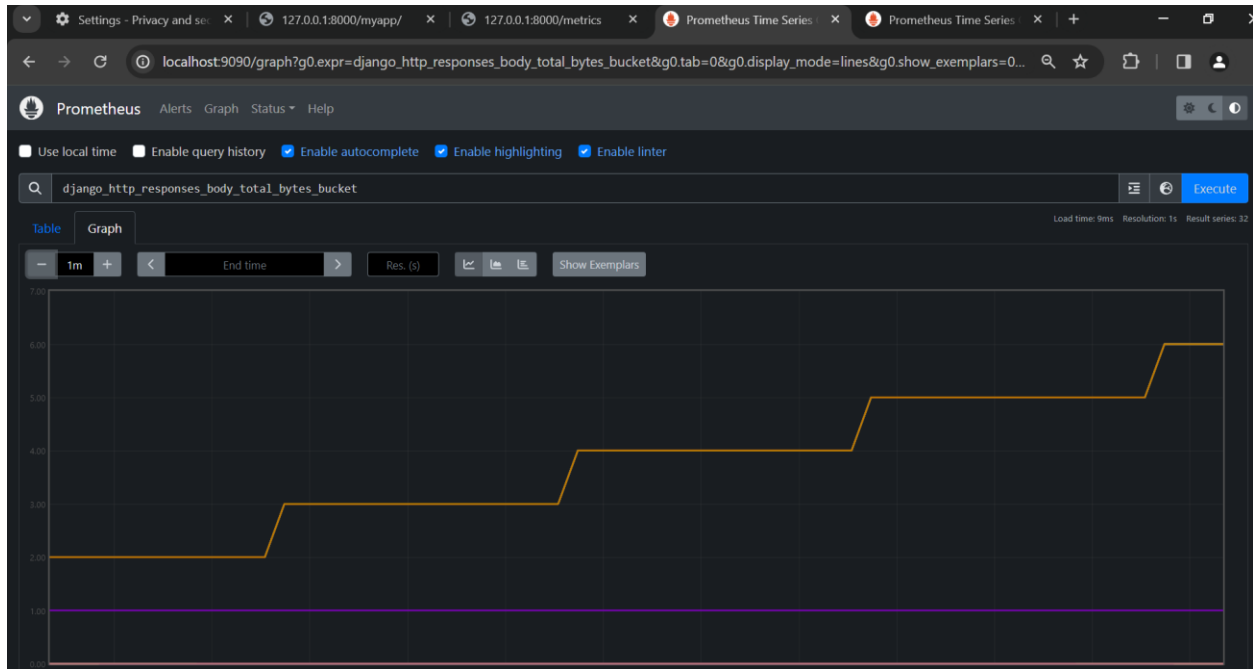 Settings - Privacy and sec
127.0.0.1:8000/myapp/
127.0.0.1:8000/metrics
Prometheus Time Series
Prometheus Time Series
localhost:9090/graph?g0.expr=django_http_responses_body_total_bytes_bucket&g0.tab=0&g0.display_mode=lines&g0.show_exemplars=0...
Prometheus Alerts Graph Status Help
Use local time Enable query history Enable autocomplete Enable highlighting Enable linter
django_http_responses_body_total_bytes_bucket Execute
Load time: 9ms Resolution: 1s Result series: 32
Table Graph
1m End time Res. (s) Show Exemplars
7.00
6.00
5.00
4.00
3.00
2.00
1.00
0.00